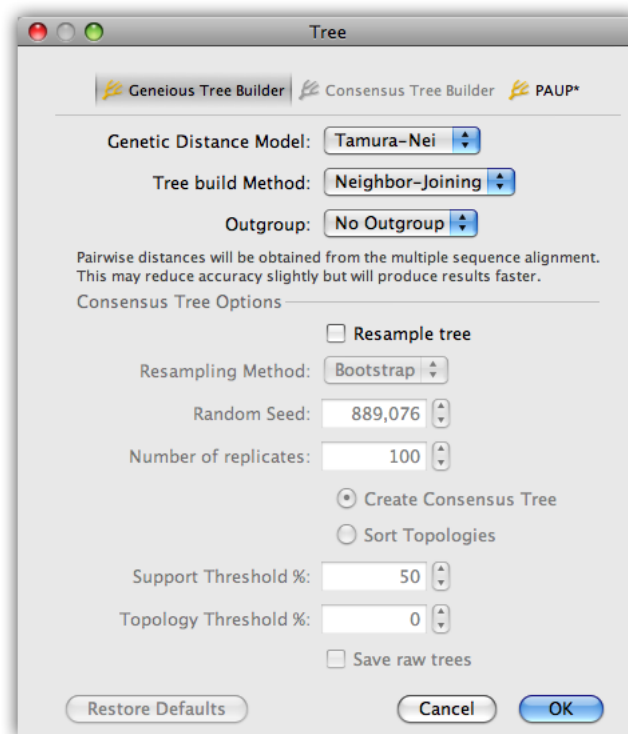 Tree
Geneious Tree Builder Consensus Tree Builder PAUP*
Genetic Distance Model: Tamura-Nei
Tree build Method: Neighbor-Joining
Outgroup: No Outgroup
Pairwise distances will be obtained from the multiple sequence alignment.
This may reduce accuracy slightly but will produce results faster.
Consensus Tree Options
Resample tree
Resampling Method: Bootstrap
Random Seed: 889,076
Number of replicates: 100
Create Consensus Tree
Sort Topologies
Support Threshold %: 50
Topology Threshold %: 0
Save raw trees
Restore Defaults Cancel OK